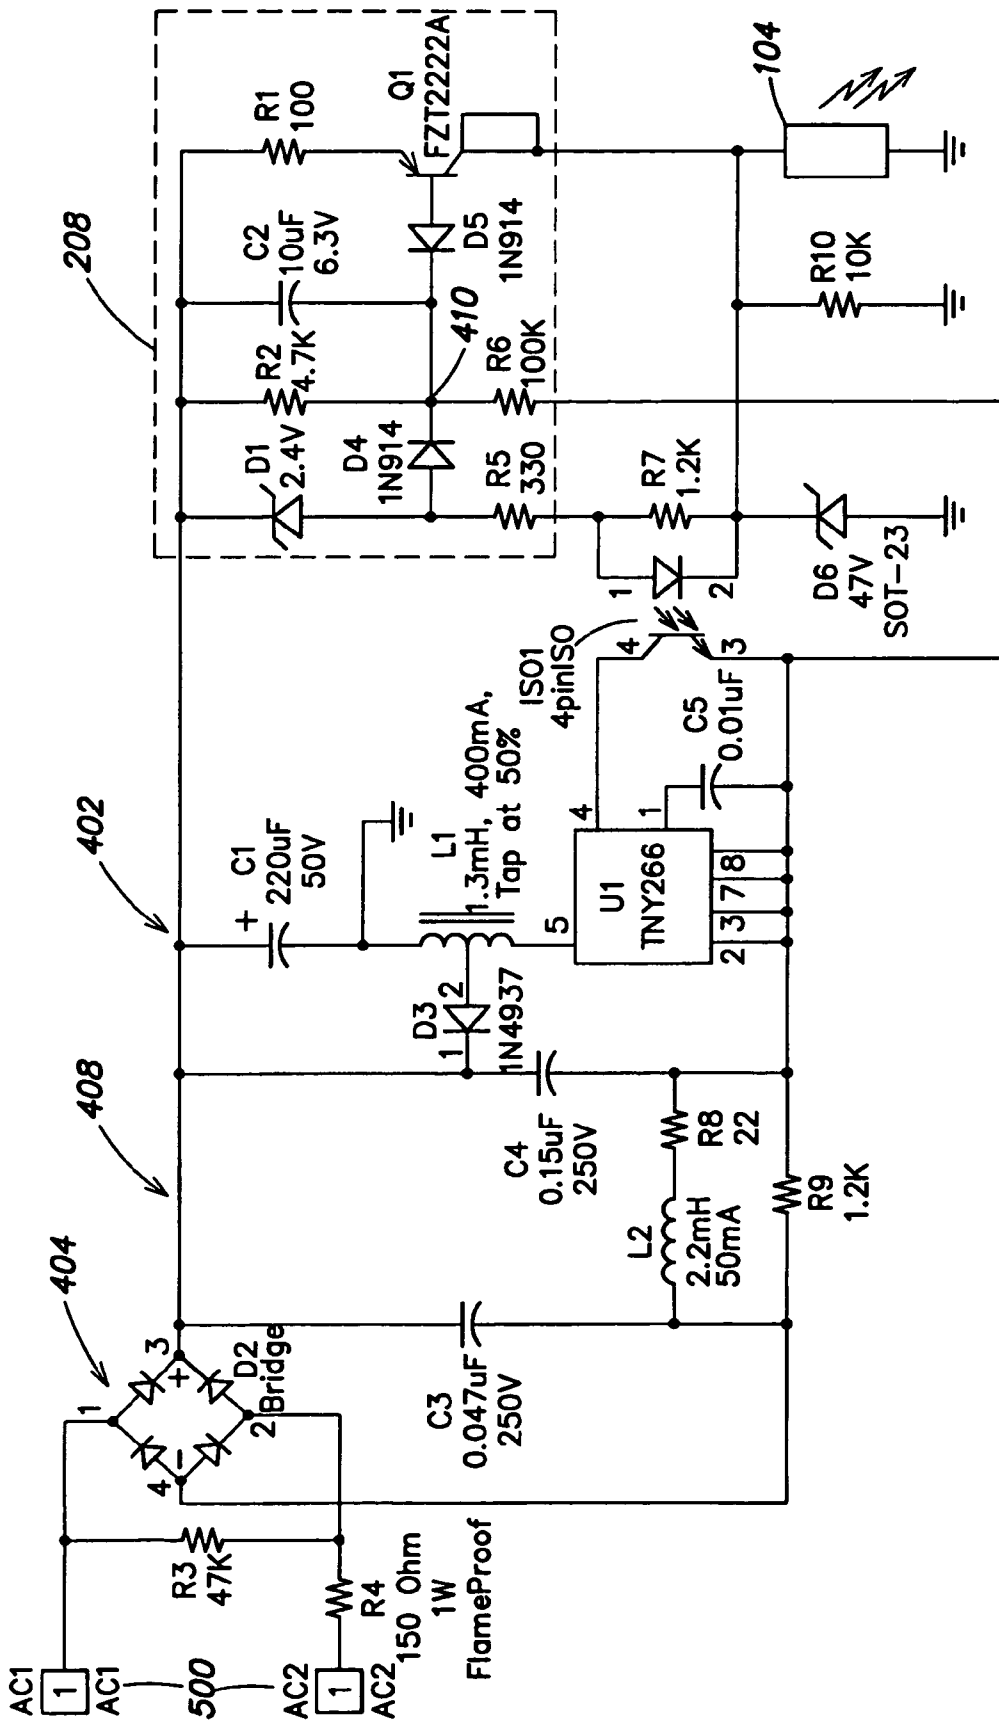 AC1
1
AC1
500
AC2
1
AC2
R3
47K
R4
150 Ohm
1W
FlameProof
404
1
4
3
+
-
2
D2
Bridge
C3
0.047uF
250V
408
402
L2
2.2mH
50mA
R8
22
R9
1.2K
C4
0.15uF
250V
D3
1
2
1N4937
C1
+
220uF
50V
L1
1.3mH, 400mA,
Tap at 50%
5
U1
TNY266
4
1
2
3
7
8
C5
0.01uF
ISO1
4pinISO
4
3
1
2
208
D1
2.4V
R2
4.7K
C2
10uF
6.3V
R1
100
Q1
FZT2222A
D4
1N914
D5
1N914
410
R5
330
R6
100K
R7
1.2K
D6
47V
SOT-23
R10
10K
104